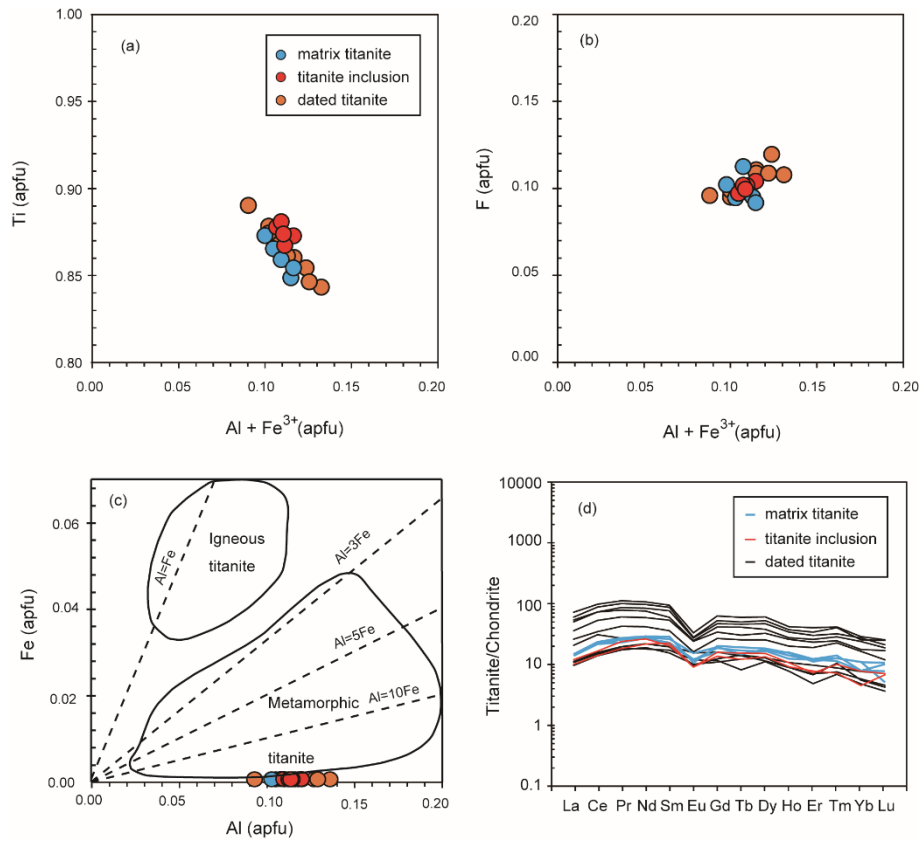 (a)
matrix titanite
titanite inclusion
dated titanite
1.00
0.95
0.90
0.85
0.80
Ti (apfu)
0.00 0.05 0.10 0.15 0.20
Al + Fe3+(apfu)
(b)
0.20
0.15
0.10
0.05
0.00
F (apfu)
0.00 0.05 0.10 0.15 0.20
Al + Fe3+(apfu)
(c)
0.06
0.04
0.02
0.00
Fe (apfu)
Al=Fe
Igneous
titanite
Al=3Fe
Al=5Fe
Al=10Fe
Metamorphic
titanite
0.00 0.05 0.10 0.15 0.20
Al (apfu)
(d)
matrix titanite
titanite inclusion
dated titanite
10000
1000
100
10
1
0.1
Titanite/Chondrite
La Ce Pr Nd Sm Eu Gd Tb Dy Ho Er Tm Yb Lu